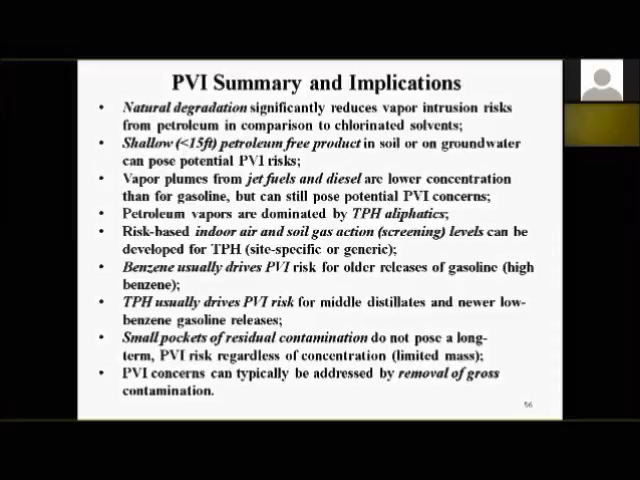 PVI Summary and Implications
• Natural degradation significantly reduces vapor intrusion risks
from petroleum in comparison to chlorinated solvents;
• Shallow (<15ft) petroleum free product in soil or on groundwater
can pose potential PVI risks;
• Vapor plumes from jet fuels and diesel are lower concentration
than for gasoline, but can still pose potential PVI concerns;
• Petroleum vapors are dominated by TPH aliphatics;
• Risk-based indoor air and soil gas action (screening) levels can be
developed for TPH (site-specific or generic);
• Benzene usually drives PVI risk for older releases of gasoline (high
benzene);
• TPH usually drives PVI risk for middle distillates and newer low-
benzene gasoline releases;
• Small pockets of residual contamination do not pose a long-
term, PVI risk regardless of concentration (limited mass);
• PVI concerns can typically be addressed by removal of gross
contamination.
56